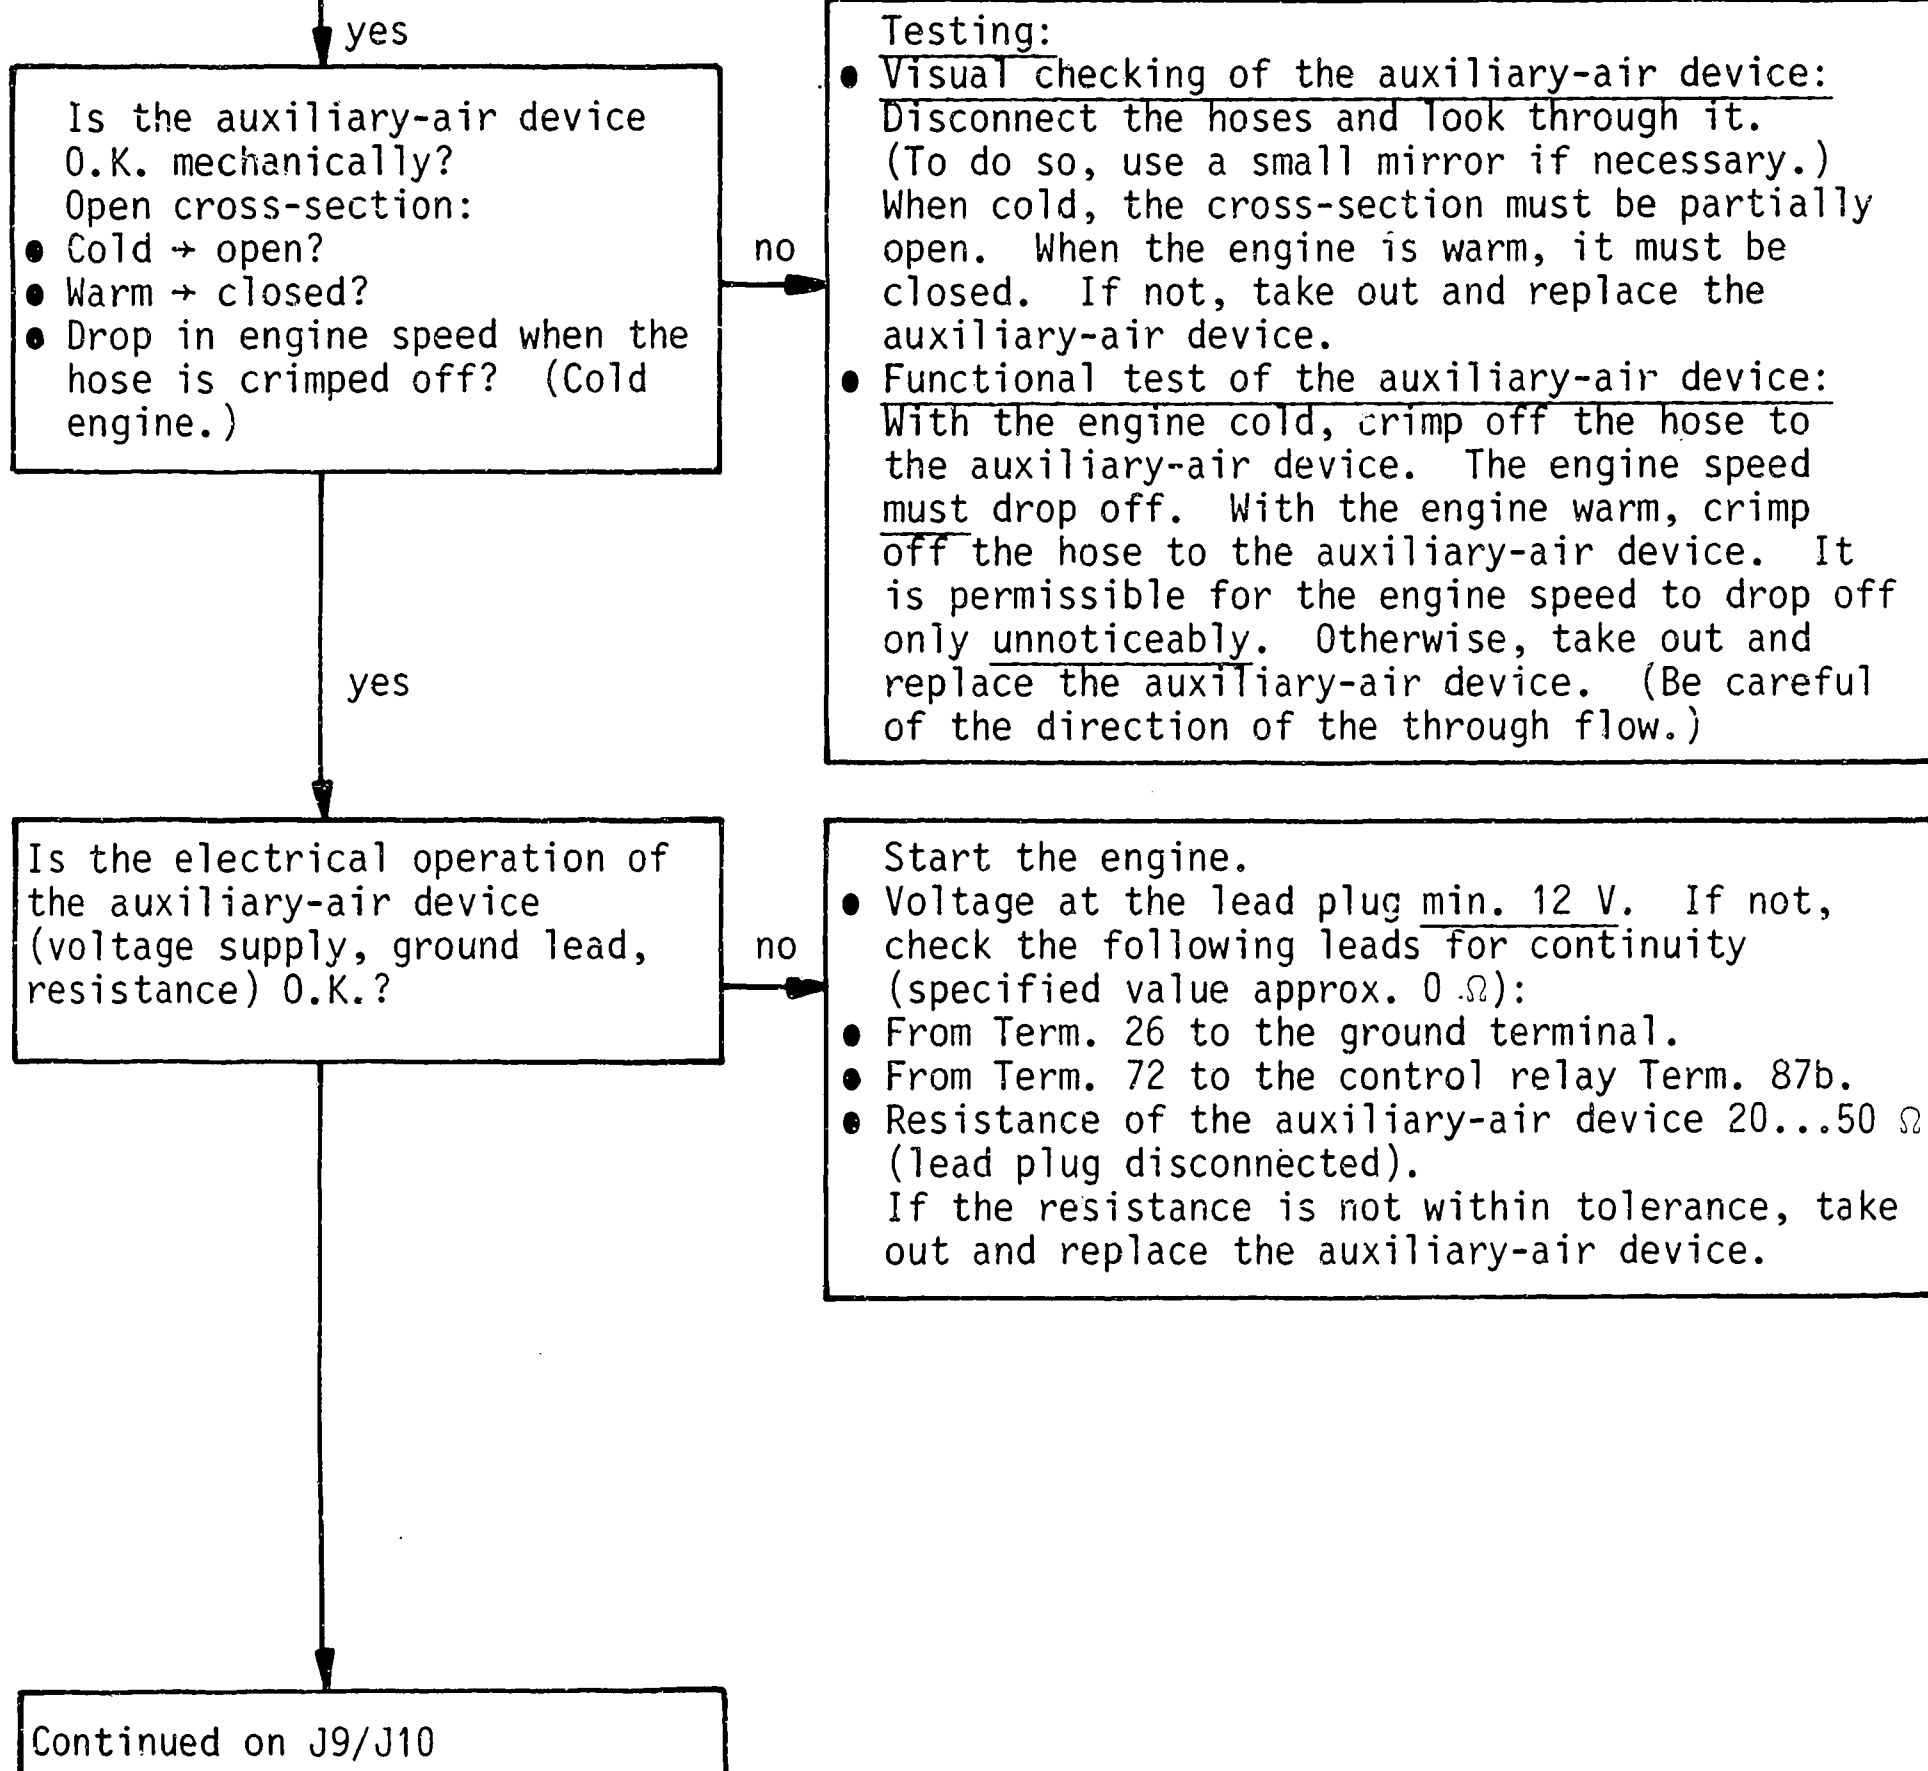 yes
Is the auxiliary-air device
O.K. mechanically?
Open cross-section:
● Cold → open?
● Warm → closed?
● Drop in engine speed when the
hose is crimped off? (Cold
engine.)
no
Testing:
● Visual checking of the auxiliary-air device:
Disconnect the hoses and look through it.
(To do so, use a small mirror if necessary.)
When cold, the cross-section must be partially
open. When the engine is warm, it must be
closed. If not, take out and replace the
auxiliary-air device.
● Functional test of the auxiliary-air device:
With the engine cold, crimp off the hose to
the auxiliary-air device. The engine speed
must drop off. With the engine warm, crimp
off the hose to the auxiliary-air device. It
is permissible for the engine speed to drop off
only unnoticeably. Otherwise, take out and
replace the auxiliary-air device. (Be careful
of the direction of the through flow.)
yes
Is the electrical operation of
the auxiliary-air device
(voltage supply, ground lead,
resistance) O.K.?
no
Start the engine.
● Voltage at the lead plug min. 12 V. If not,
check the following leads for continuity
(specified value approx. 0 Ω):
● From Term. 26 to the ground terminal.
● From Term. 72 to the control relay Term. 87b.
● Resistance of the auxiliary-air device 20...50 Ω
(lead plug disconnected).
If the resistance is not within tolerance, take
out and replace the auxiliary-air device.
Continued on J9/J10